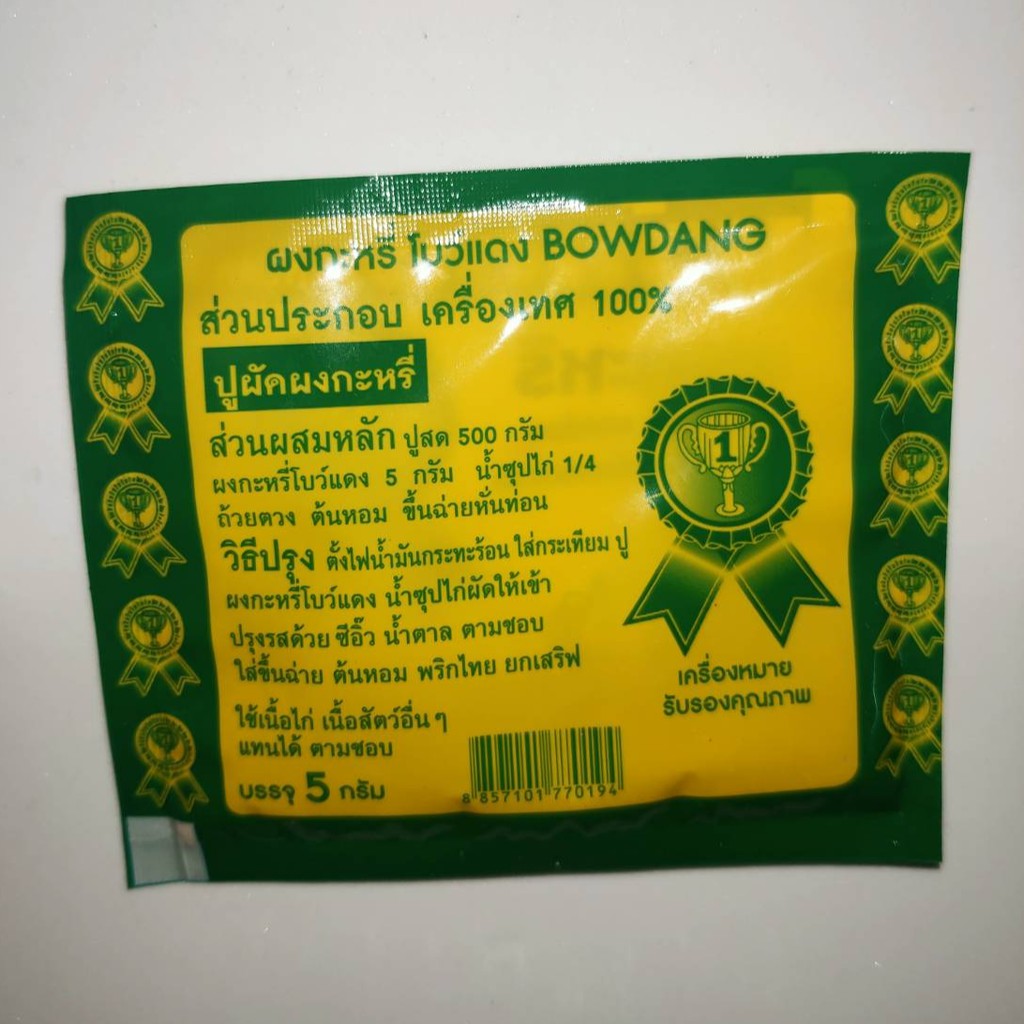 ผงกะหรี่ โบว์แดง BOWDANG
ส่วนประกอบ เครื่องเทศ 100%
ปูผัดผงกะหรี่
ส่วนผสมหลัก ปูสด 500 กรัม
ผงกะหรี่โบว์แดง 5 กรัม น้ำซุปไก่ 1/4
ถ้วยตวง ต้นหอม ขึ้นฉ่ายหั่นท่อน
วิธีปรุง ตั้งไฟน้ำมันกระทะร้อน ใส่กระเทียม ปู
ผงกะหรี่โบว์แดง น้ำซุปไก่ผัดให้เข้า
ปรุงรสด้วย ซีอิ๊ว น้ำตาล ตามชอบ
ใส่ขึ้นฉ่าย ต้นหอม พริกไทย ยกเสริฟ
ใช้เนื้อไก่ เนื้อสัตว์อื่น ๆ
แทนได้ ตามชอบ
บรรจุ 5 กรัม
8 857101 770194
1
เครื่องหมาย
รับรองคุณภาพ